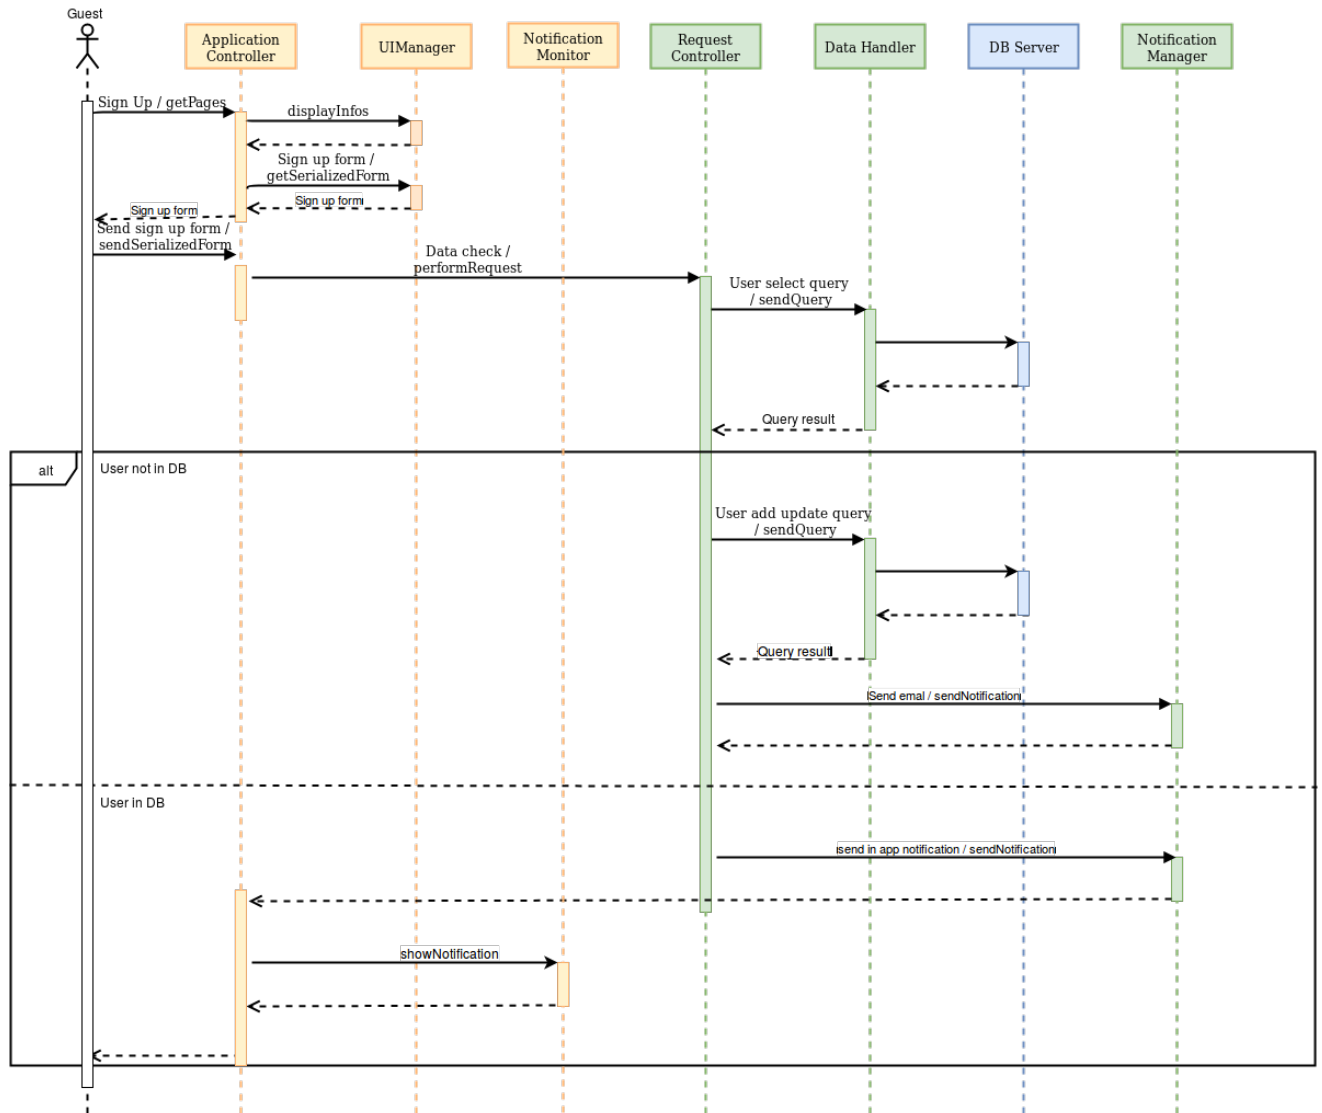 Guest
Application
Controller
UIManager
Notification
Monitor
Request
Controller
Data Handler
DB Server
Notification
Manager
Sign Up / getPages
displayInfos
Sign up form /
getSerializedForm
Sign up form
Sign up form
Send sign up form /
sendSerializedForm
Data check /
performRequest
User select query
/ sendQuery
Query result
alt
User not in DB
User add update query
/ sendQuery
Query result
Send emal / sendNotification
User in DB
send in app notification / sendNotification
showNotification